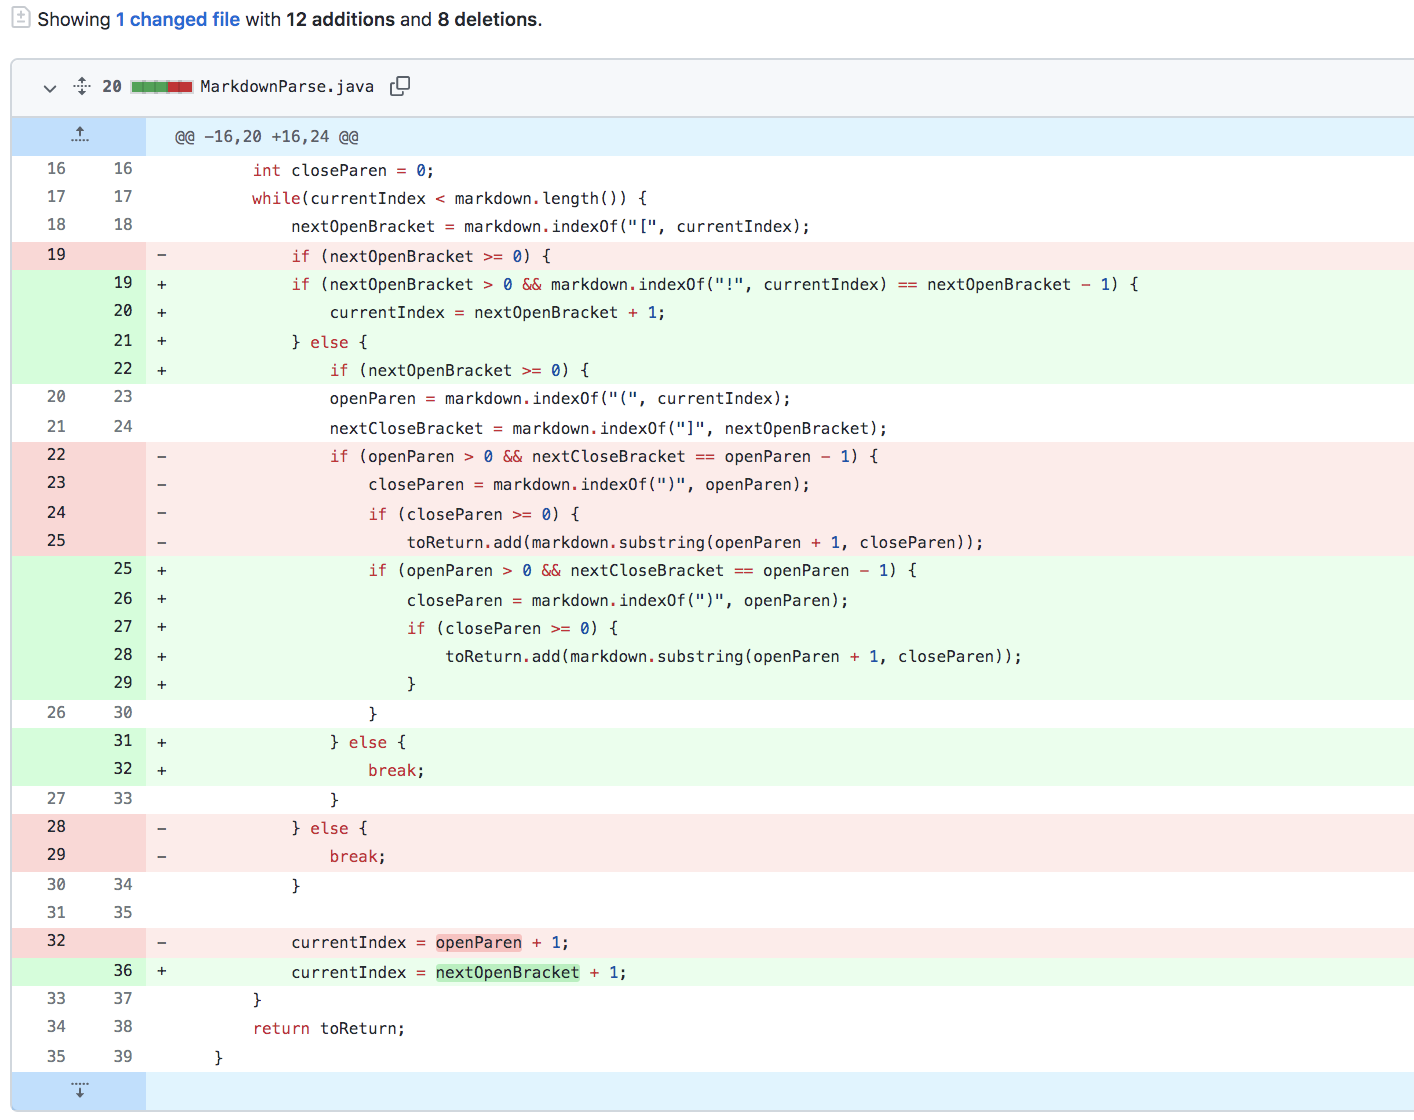 Showing 1 changed file with 12 additions and 8 deletions.
20 MarkdownParse.java
@@ -16,20 +16,24 @@
16 16 int closeParen = 0;
17 17 while(currentIndex < markdown.length()) {
18 18 nextOpenBracket = markdown.indexOf("[", currentIndex);
19 - if (nextOpenBracket >= 0) {
19 + if (nextOpenBracket > 0 && markdown.indexOf("!", currentIndex) == nextOpenBracket - 1) {
20 + currentIndex = nextOpenBracket + 1;
21 + } else {
22 + if (nextOpenBracket >= 0) {
20 23 openParen = markdown.indexOf("(", currentIndex);
21 24 nextCloseBracket = markdown.indexOf("]", nextOpenBracket);
22 - if (openParen > 0 && nextCloseBracket == openParen - 1) {
23 - closeParen = markdown.indexOf(")", openParen);
24 - if (closeParen >= 0) {
25 - toReturn.add(markdown.substring(openParen + 1, closeParen));
25 + if (openParen > 0 && nextCloseBracket == openParen - 1) {
26 + closeParen = markdown.indexOf(")", openParen);
27 + if (closeParen >= 0) {
28 + toReturn.add(markdown.substring(openParen + 1, closeParen));
29 + }
26 30 }
31 + } else {
32 + break;
27 33 }
28 - } else {
29 - break;
30 34 }
31 35
32 - currentIndex = openParen + 1;
36 + currentIndex = nextOpenBracket + 1;
33 37 }
34 38 return toReturn;
35 39 }